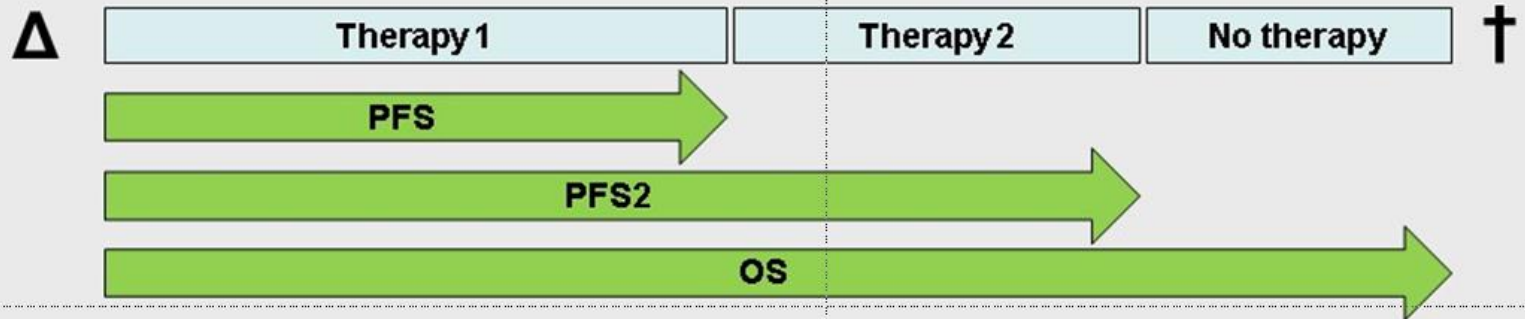 Δ Therapy 1 Therapy 2 No therapy †
PFS
PFS2
OS